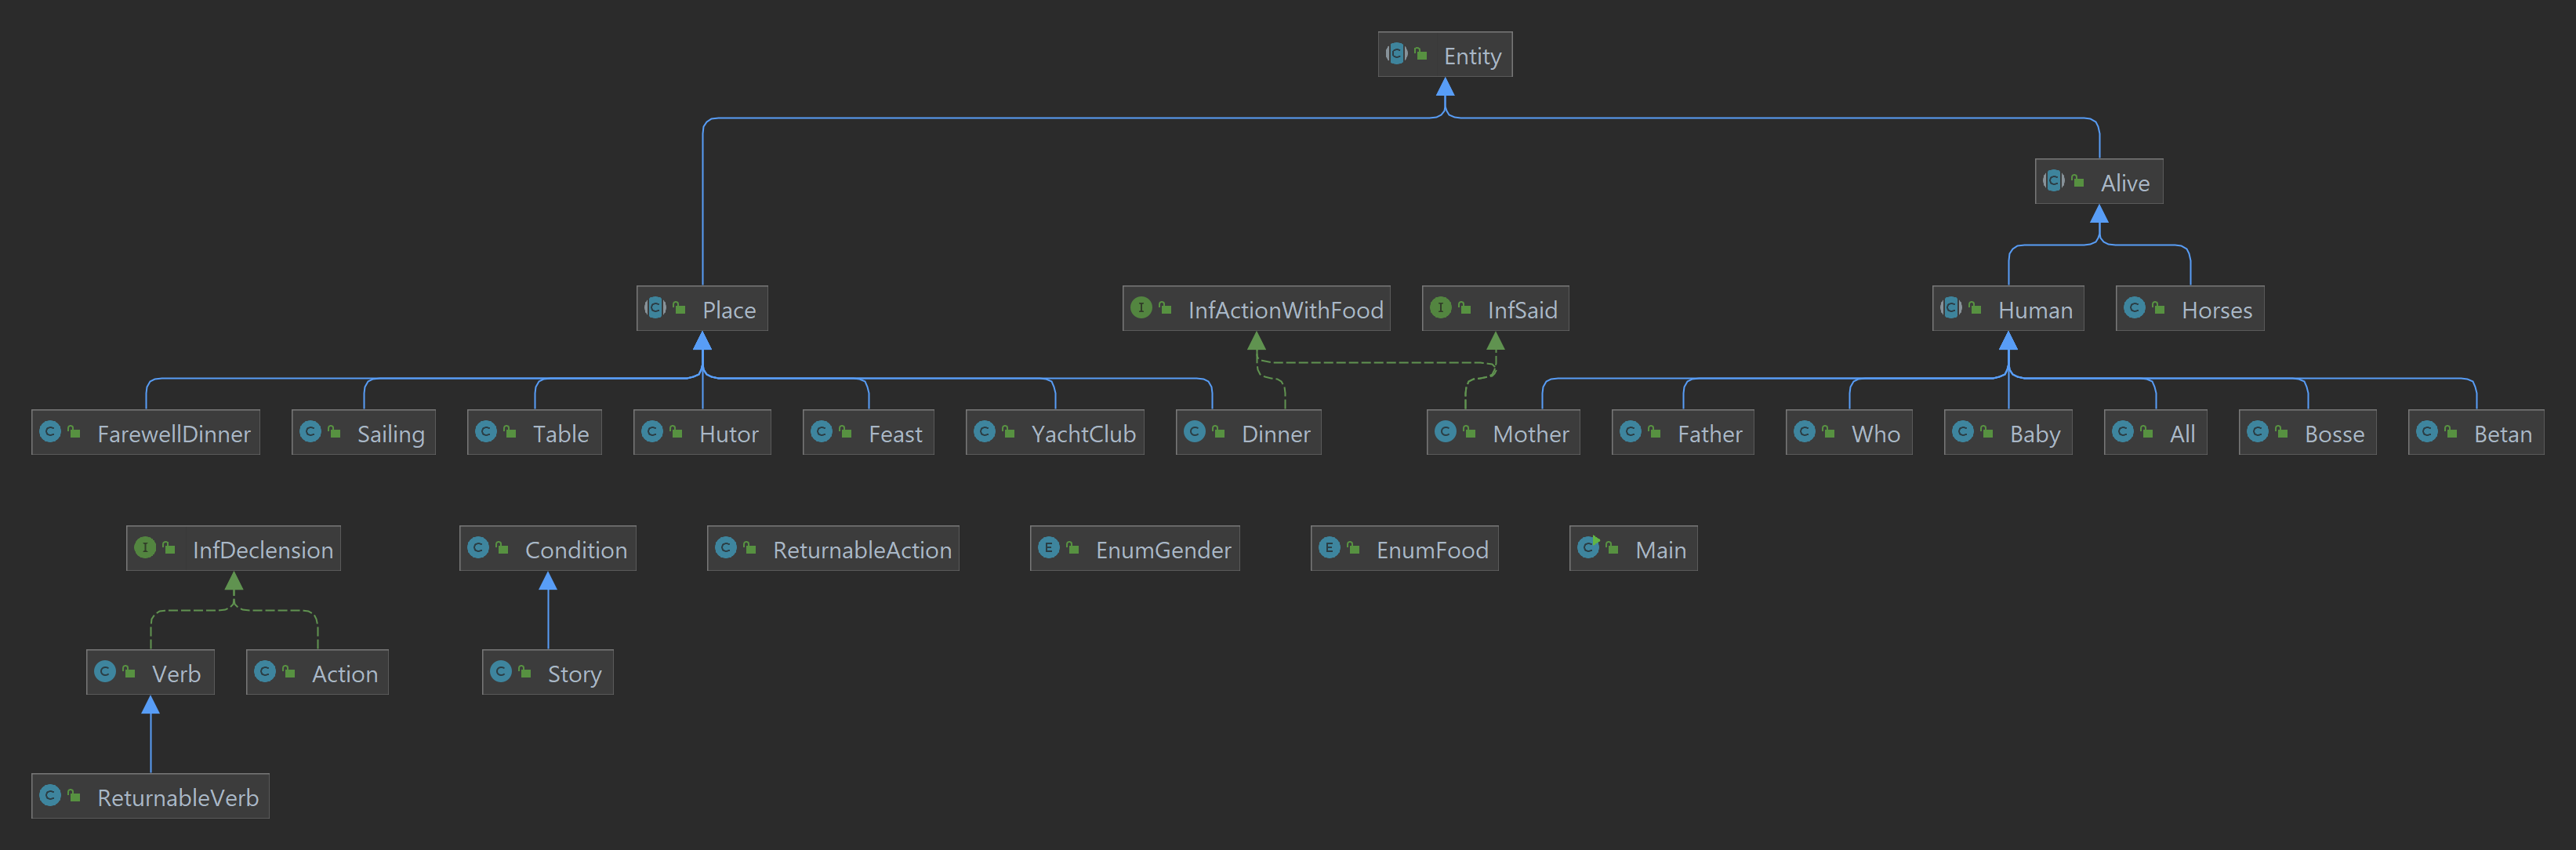 Entity
Alive
Place
InfActionWithFood
InfSaid
Human
Horses
FarewellDinner
Sailing
Table
Hutor
Feast
YachtClub
Dinner
Mother
Father
Who
Baby
All
Bosse
Betan
InfDeclension
Condition
ReturnableAction
EnumGender
EnumFood
Main
Verb
Action
Story
ReturnableVerb